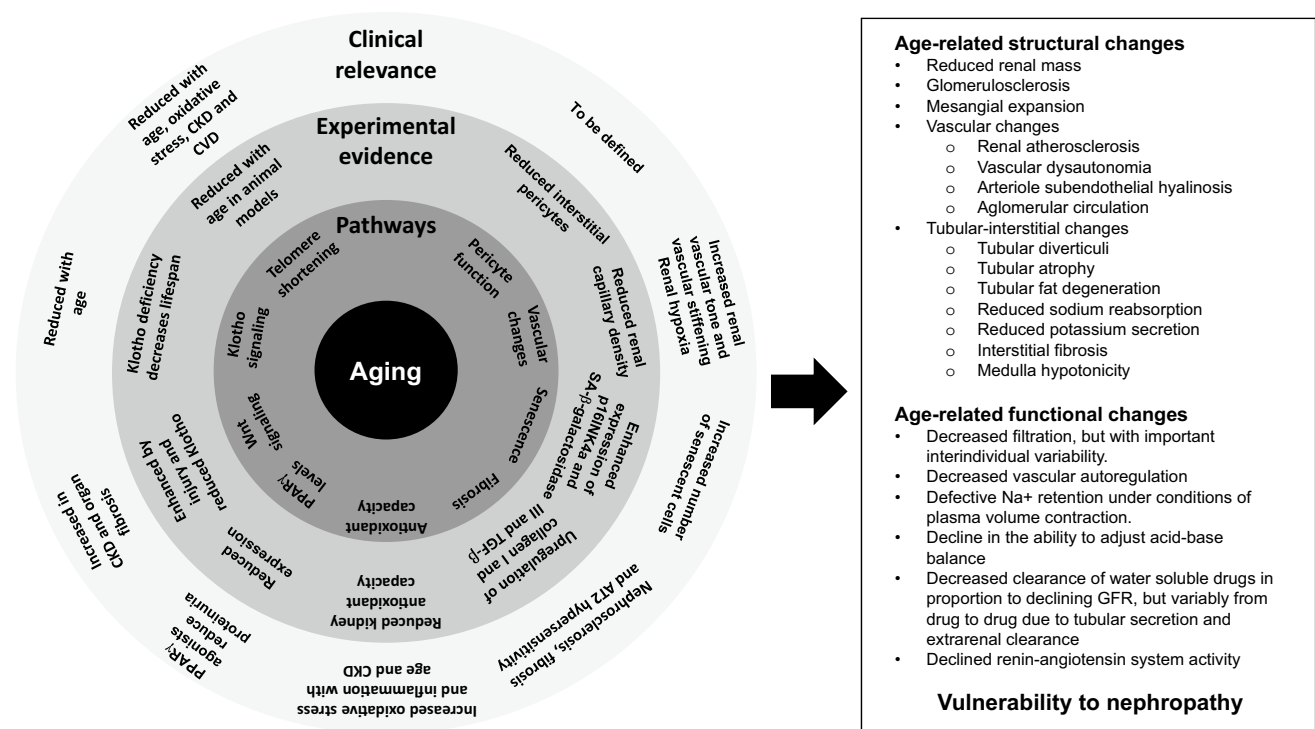 Clinical
relevance
Experimental
evidence
Pathways
Aging
Telomere
shortening
Pericyte
function
Vascular
changes
Senescence
Fibrosis
Antioxidant
capacity
PPARγ
levels
Wnt
signaling
Klotho
signaling
Reduced with
age in animal
models
Reduced interstitial
pericytes
Reduced renal
capillary density
Enhanced
expression of
p16INK4a and
SA-β-galactosidase
Upregulation of
collagen I and
III and TGF-β
Reduced kidney
antioxidant
capacity
Reduced
expression
Enhanced by
injury and
reduced Klotho
Klotho deficiency
decreases lifespan
Reduced with
age, oxidative
stress, CKD and
CVD
To be defined
Increased renal
vascular tone and
vascular stiffening
Renal hypoxia
Increased number
of senescent cells
Nephrosclerosis, fibrosis
and AT2 hypersensitivity
Increased oxidative stress
and inflammation with
age and CKD
PPARγ
agonists
reduce
proteinuria
Increased in
CKD and organ
fibrosis
Reduced with
age
Age-related structural changes
• Reduced renal mass
• Glomerulosclerosis
• Mesangial expansion
• Vascular changes
o Renal atherosclerosis
o Vascular dysautonomia
o Arteriole subendothelial hyalinosis
o Aglomerular circulation
• Tubular-interstitial changes
o Tubular diverticuli
o Tubular atrophy
o Tubular fat degeneration
o Reduced sodium reabsorption
o Reduced potassium secretion
o Interstitial fibrosis
o Medulla hypotonicity
Age-related functional changes
• Decreased filtration, but with important
interindividual variability.
• Decreased vascular autoregulation
• Defective Na+ retention under conditions of
plasma volume contraction.
• Decline in the ability to adjust acid-base
balance
• Decreased clearance of water soluble drugs in
proportion to declining GFR, but variably from
drug to drug due to tubular secretion and
extrarenal clearance
• Declined renin-angiotensin system activity
Vulnerability to nephropathy